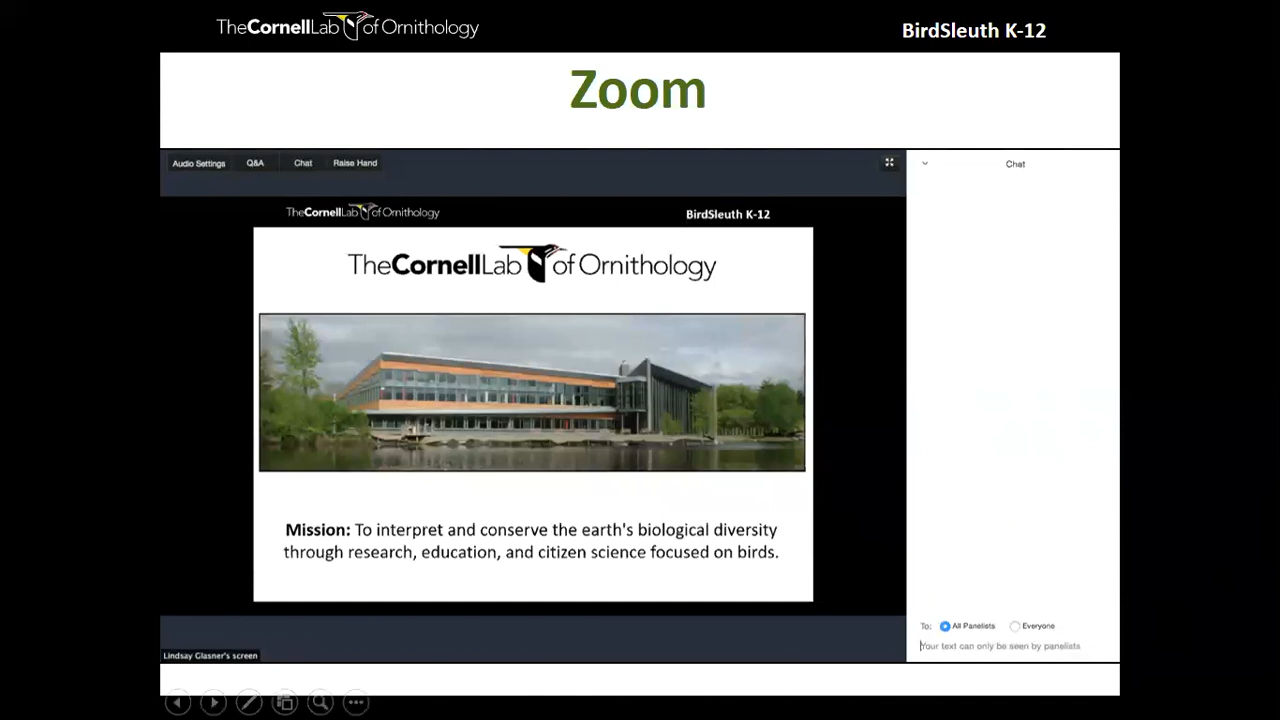 TheCornellLab of Ornithology
BirdSleuth K-12
Zoom
Audio Settings Q&A Chat Raise Hand
Chat
TheCornellLab of Ornithology
BirdSleuth K-12
TheCornellLab of Ornithology
Mission: To interpret and conserve the earth's biological diversity
through research, education, and citizen science focused on birds.
To: All Panelists Everyone
Your text can only be seen by panelists
Lindsay Glasner's screen